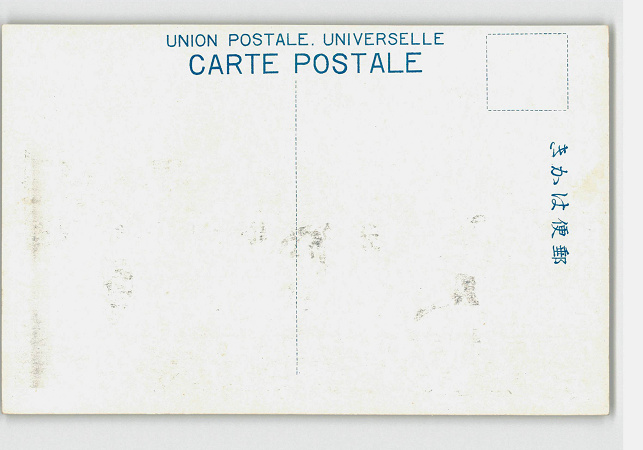 UNION POSTALE. UNIVERSELLE
CARTE POSTALE
郵便はかき